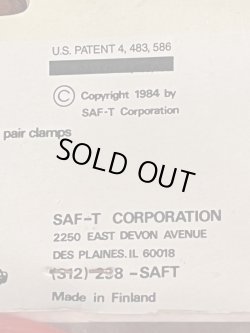 U.S. PATENT 4, 483, 586
© Copyright 1984 by
SAF-T Corporation
pair clamps
SOLD OUT
SAF-T CORPORATION
2250 EAST DEVON AVENUE
DES PLAINES. IL 60018
(312) 298 -SAFT
Made in Finland